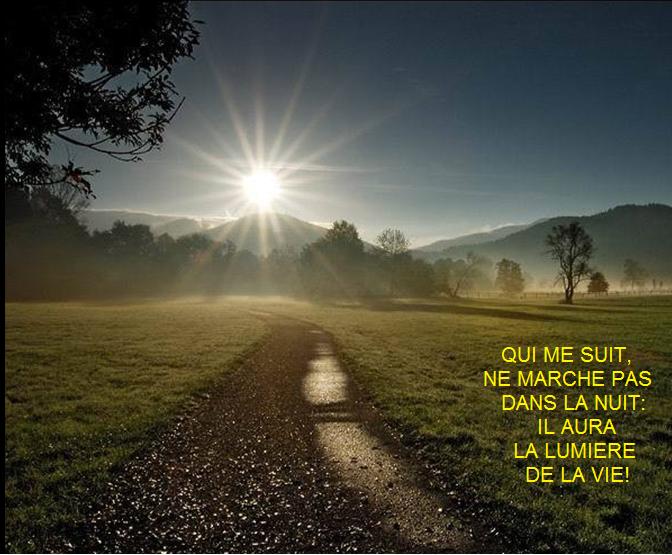 QUI ME SUIT,
NE MARCHE PAS
DANS LA NUIT:
IL AURA
LA LUMIERE
DE LA VIE!